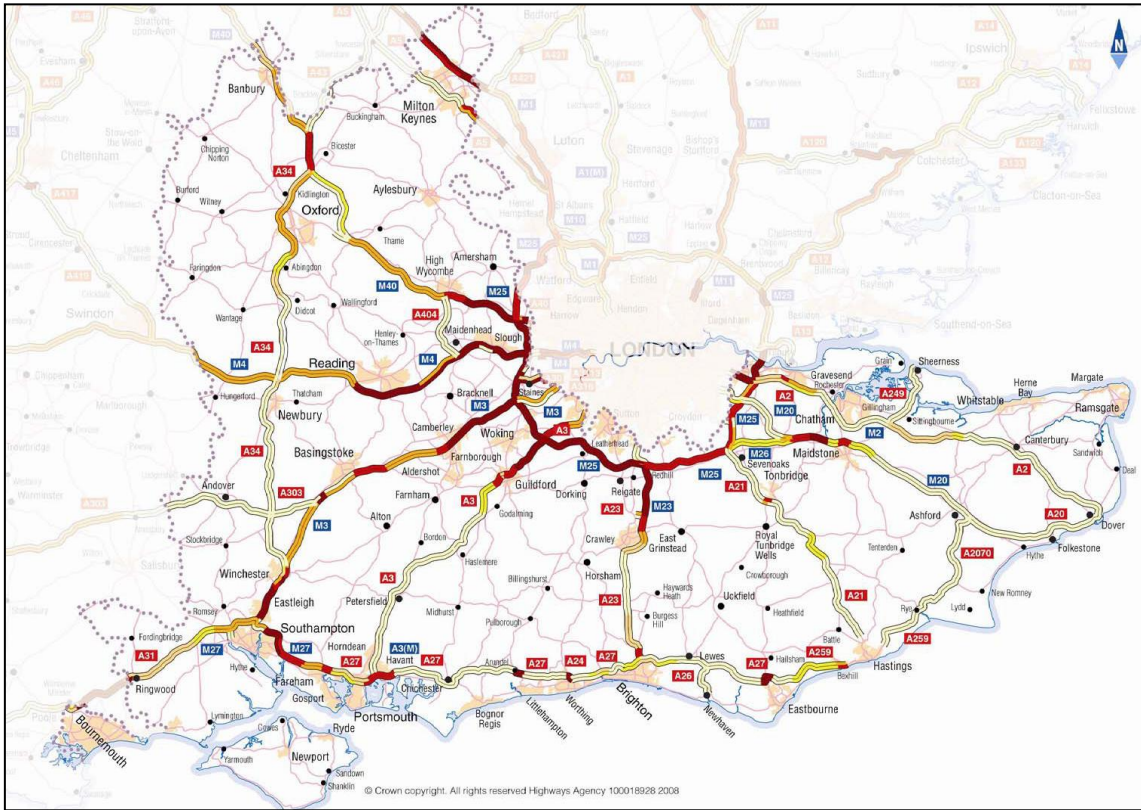 N
Banbury
Buckingham
Milton
Keynes
Chipping
Norton
Bicester
A34
Kidlington
Aylesbury
Burford
Witney
Oxford
Thame
Faringdon
Abingdon
High
Wycombe
Amersham
M25
M40
Didcot
Wallingford
Wantage
A404
Maidenhead
Slough
Henley
on-Thames
A34
M4
M4
Reading
Hungerford
Thatcham
Newbury
Bracknell
Staines
M3
M3
Camberley
Woking
A3
A34
Basingstoke
Aldershot
Farnborough
Leatherhead
M25
Guildford
Dorking
Reigate
Redhill
M25
M23
Andover
A303
Farnham
A3
Godalming
M3
Alton
Bordon
Haslemere
A23
Crawley
East
Grinstead
Stockbridge
Winchester
A3
Petersfield
Midhurst
Billingshurst
Pulborough
Horsham
A23
Haywards
Heath
Burgess
Hill
Uckfield
Crowborough
Heathfield
Romsey
Eastleigh
Southampton
Fordingbridge
A31
Ringwood
M27
M27
Hythe
Horndean
A27
A3(M)
Havant
A27
Chichester
Arundel
A27
A24
A27
Lewes
A26
Newhaven
Hailsham
A27
A259
Bexhill
Hastings
Battle
A21
Eastbourne
Brighton
Worthing
Littlehampton
Bognor
Regis
Fareham
Gosport
Portsmouth
Lymington
Bournemouth
Cowes
Ryde
Yarmouth
Newport
Sandown
Shanklin
LONDON
Gravesend
A2
Rochester
Grain
Sheerness
A249
Gillingham
Sittingbourne
M25
M20
Chatham
M2
Whitstable
Herne
Bay
Margate
Ramsgate
M26
Sevenoaks
Maidstone
Canterbury
Sandwich
Deal
A2
A21
Tonbridge
M20
Royal
Tunbridge
Wells
Ashford
A20
Dover
Folkestone
Hythe
A2070
Tenterden
New Romney
Lydd
Rye
A259
Swindon
Luton
Ipswich
Colchester
Cheltenham
Felixstowe
Clacton-on-Sea
Southend-on-Sea
Stevenage
© Crown copyright. All rights reserved Highways Agency 100018928 2008